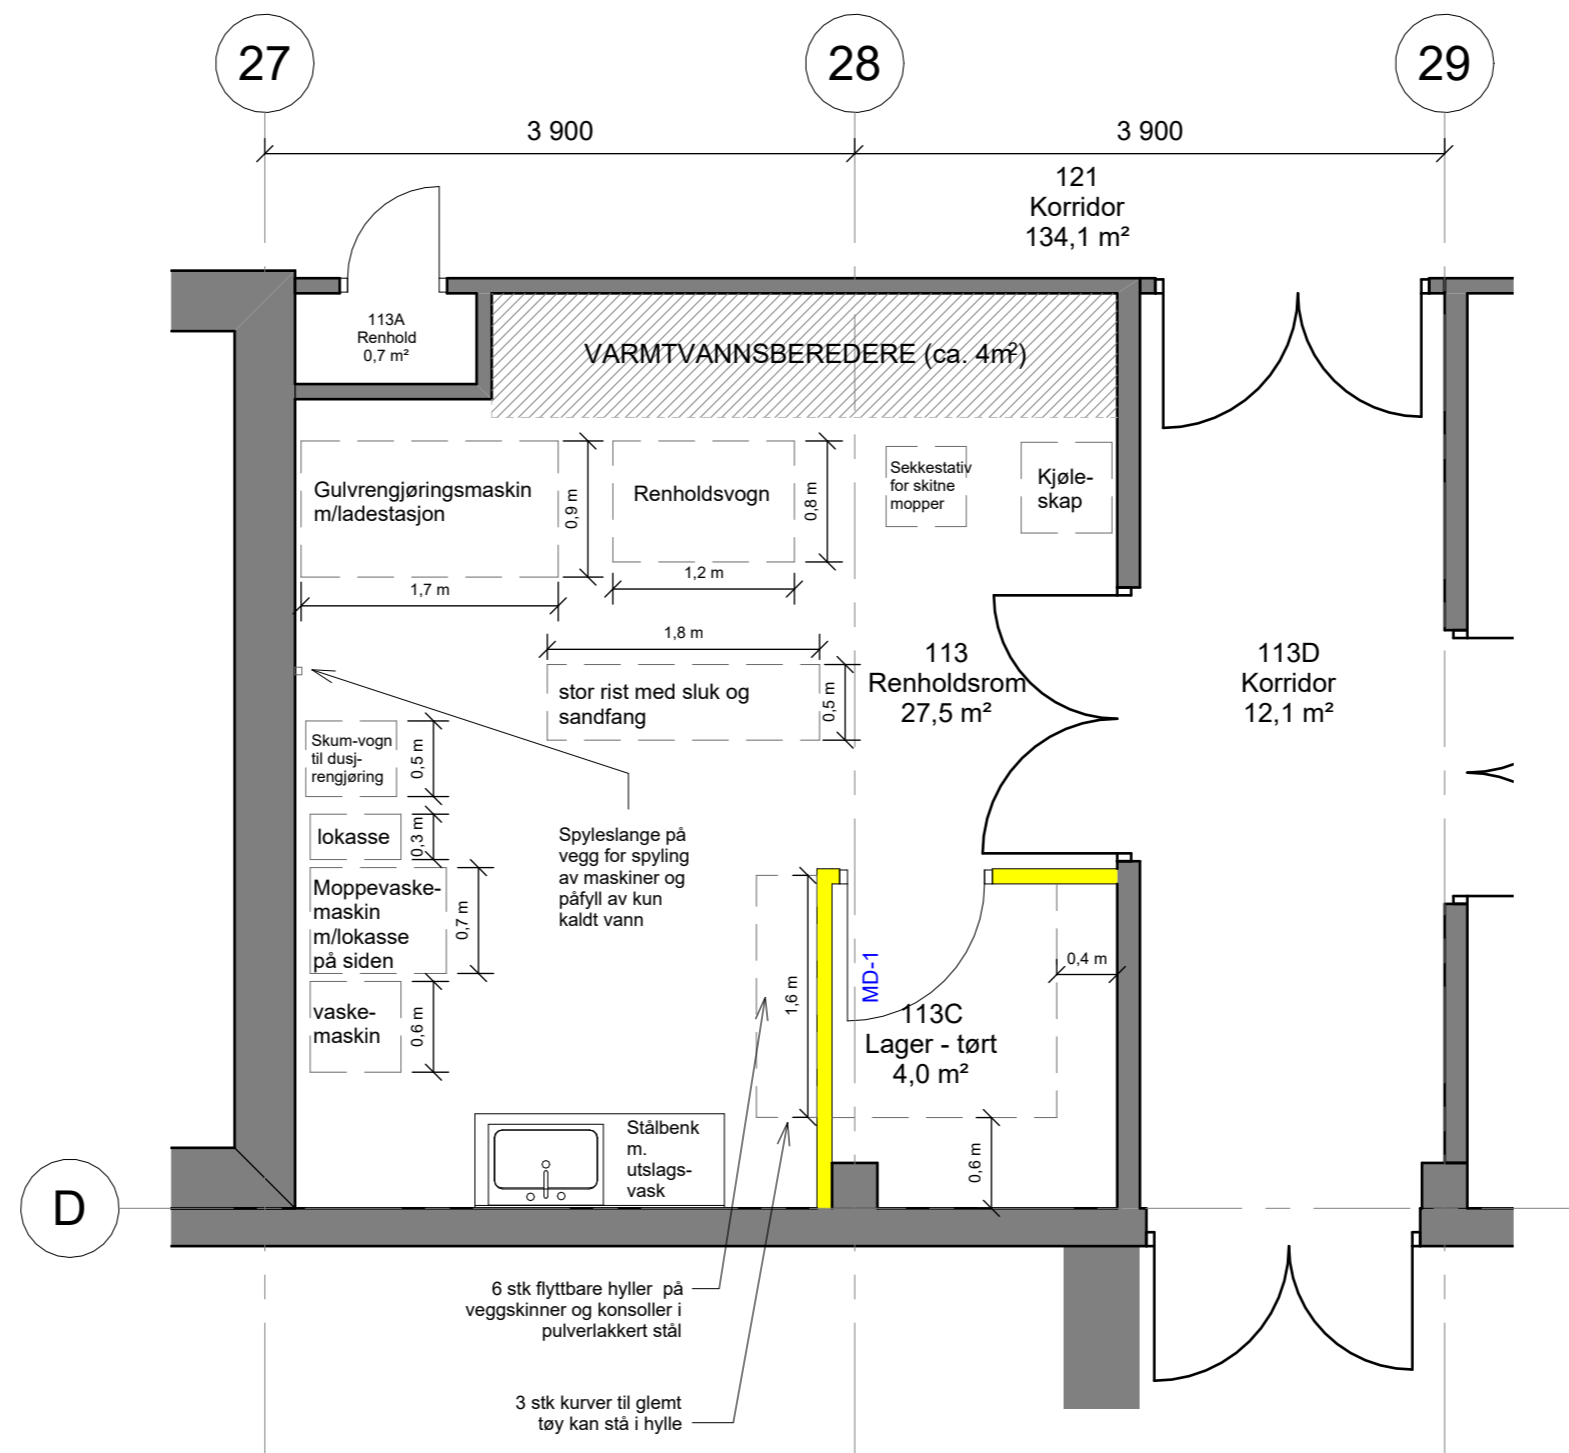 27
28
29
3 900
3 900
121
Korridor
134,1 m²
113A
Renhold
0,7 m²
VARMTVANNSBEREDERE (ca. 4m²)
Gulvrengjøringsmaskin
m/ladestasjon
0,9 m
1,7 m
Renholdsvogn
0,8 m
1,2 m
Sekkestativ
for skitne
mopper
Kjøle-
skap
1,8 m
stor rist med sluk og
sandfang
0,5 m
113
Renholdsrom
27,5 m²
113D
Korridor
12,1 m²
Skum-vogn
til dusj-
rengjøring
0,5 m
lokasse
0,3 m
Moppevaske-
maskin
m/lokasse
på siden
0,7 m
vaske-
maskin
0,6 m
Spyleslange på
vegg for spyling
av maskiner og
påfyll av kun
kaldt vann
1,6 m
MD-1
0,4 m
113C
Lager - tørt
4,0 m²
0,6 m
Stålbenk
m.
utslags-
vask
D
6 stk flyttbare hyller på
veggskinner og konsoller i
pulverlakkert stål
3 stk kurver til glemt
tøy kan stå i hylle